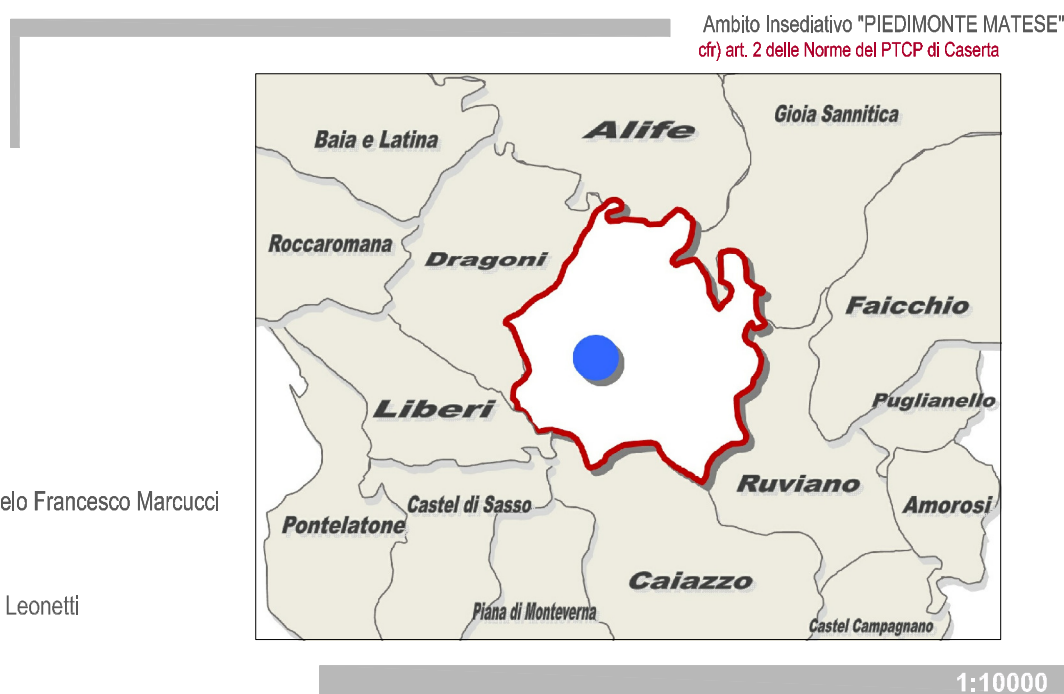 Ambito Insediativo "PIEDIMONTE MATESE"
cfr) art. 2 delle Norme del PTCP di Caserta
Gioia Sannitica
Alife
Baia e Latina
Roccaromana
Dragoni
Faicchio
Puglianello
Liberi
Ruviano
elo Francesco Marcucci
Castel di Sasso
Amorosi
Pontelatone
Caiazzo
Leonetti
Piana di Monteverna
Castel Campagnano
1:10000